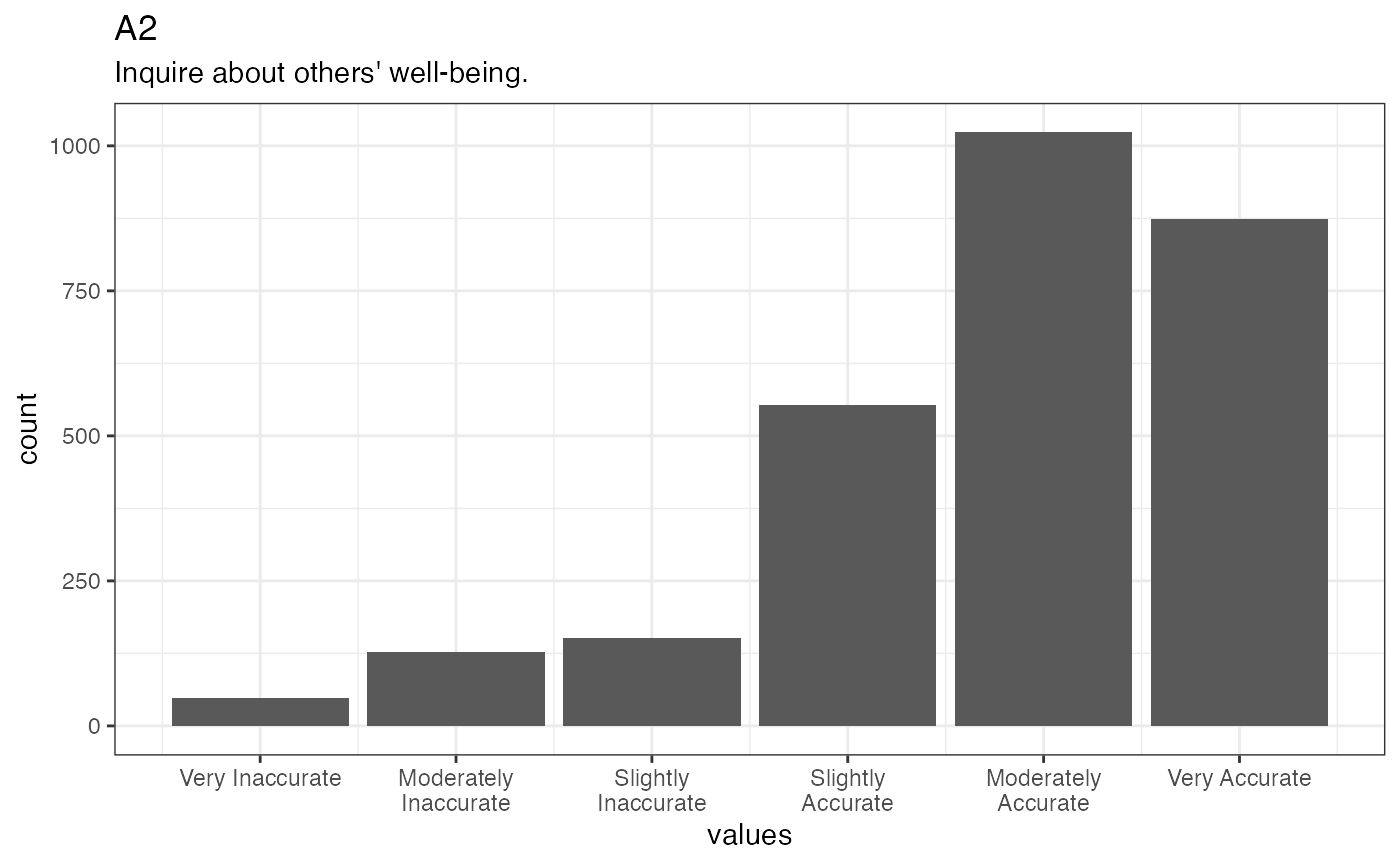 A2
Inquire about others' well-being.
1000
750
500
250
0
count
Very Inaccurate
Moderately
Inaccurate
Slightly
Inaccurate
Slightly
Accurate
Moderately
Accurate
Very Accurate
values